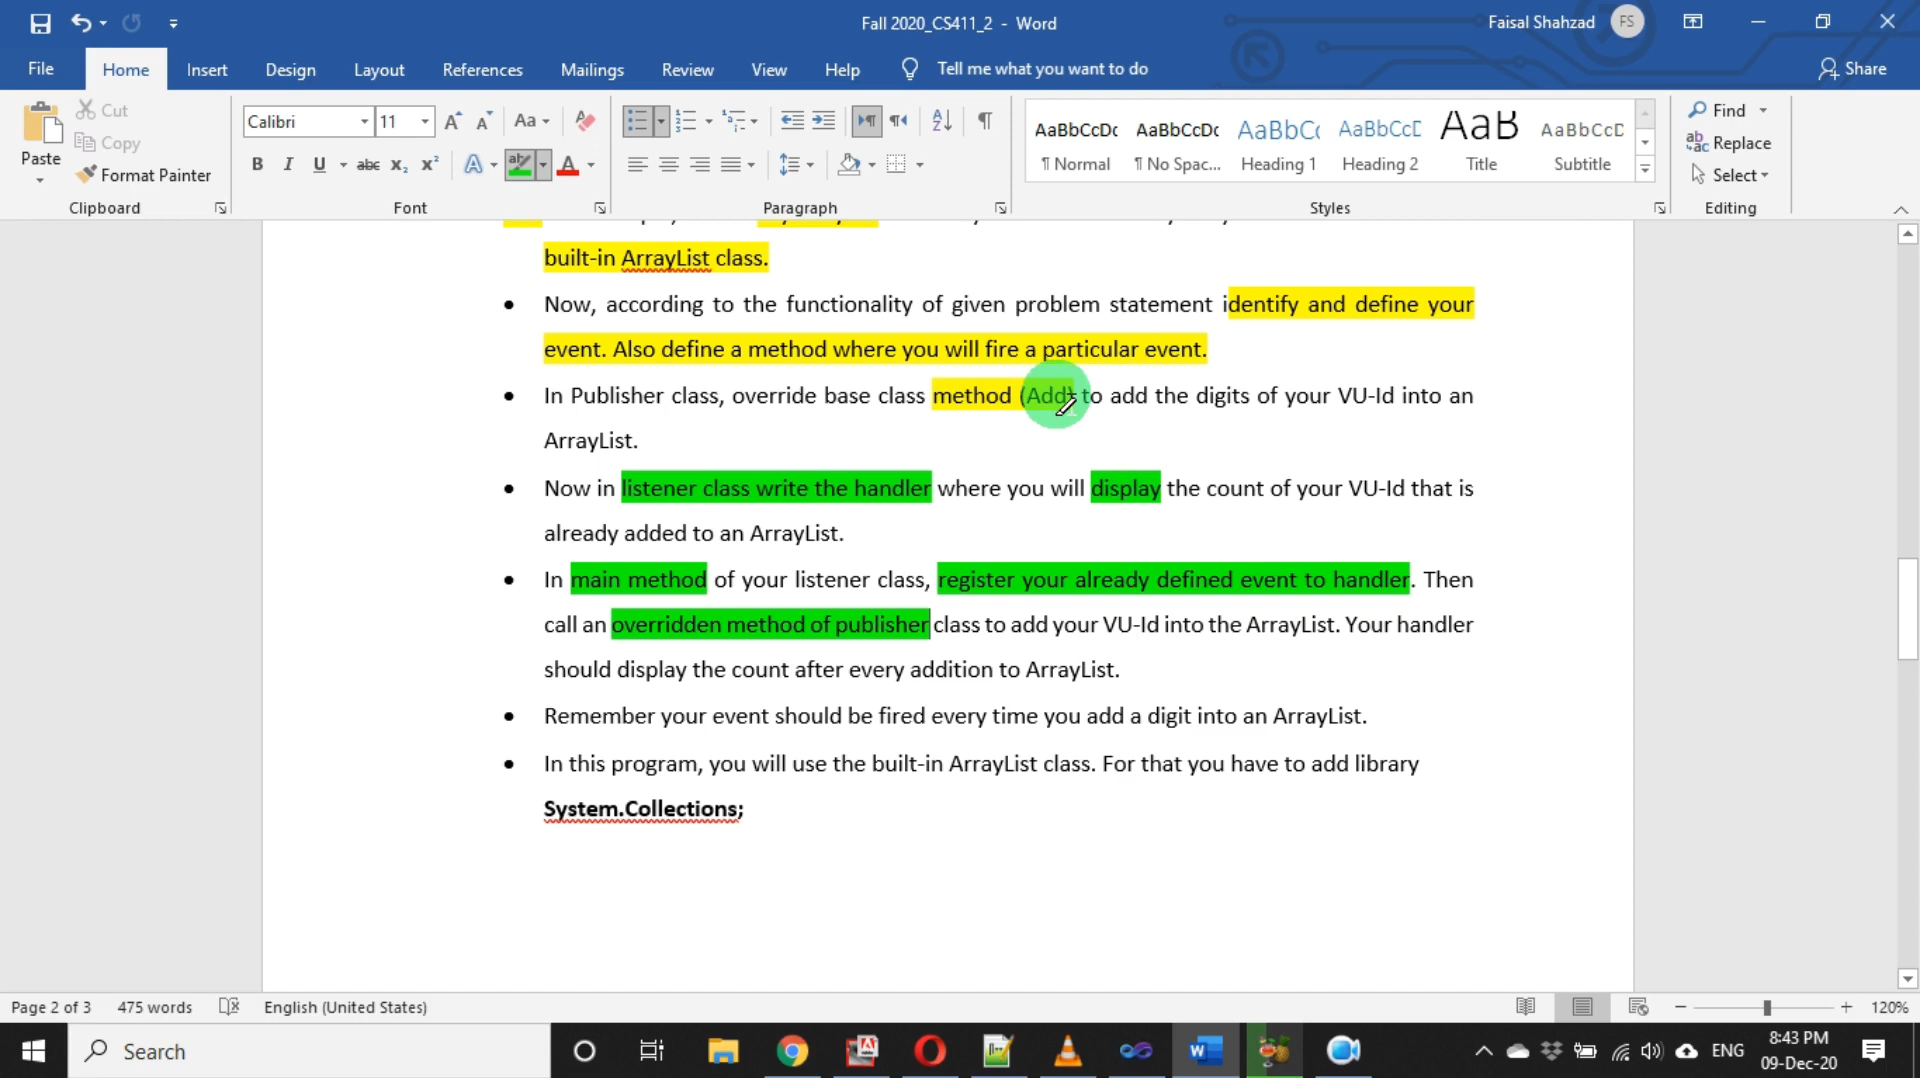 Fall 2020_CS411_2 - Word
Faisal Shahzad
FS
File
Home
Insert
Design
Layout
References
Mailings
Review
View
Help
Tell me what you want to do
Share
Paste
Cut
Copy
Format Painter
Clipboard
Calibri
11
Font
Paragraph
AaBbCcDc
¶ Normal
AaBbCcDc
¶ No Spac...
AaBbC
Heading 1
AaBbCcD
Heading 2
AaB
Title
AaBbCcD
Subtitle
Styles
Find
Replace
Select
Editing
built-in ArrayList class.
• Now, according to the functionality of given problem statement identify and define your
event. Also define a method where you will fire a particular event.
• In Publisher class, override base class method (Add) to add the digits of your VU-Id into an
ArrayList.
• Now in listener class write the handler where you will display the count of your VU-Id that is
already added to an ArrayList.
• In main method of your listener class, register your already defined event to handler. Then
call an overridden method of publisher class to add your VU-Id into the ArrayList. Your handler
should display the count after every addition to ArrayList.
• Remember your event should be fired every time you add a digit into an ArrayList.
• In this program, you will use the built-in ArrayList class. For that you have to add library
System.Collections;
Page 2 of 3
475 words
English (United States)
120%
Search
ENG
8:43 PM
09-Dec-20